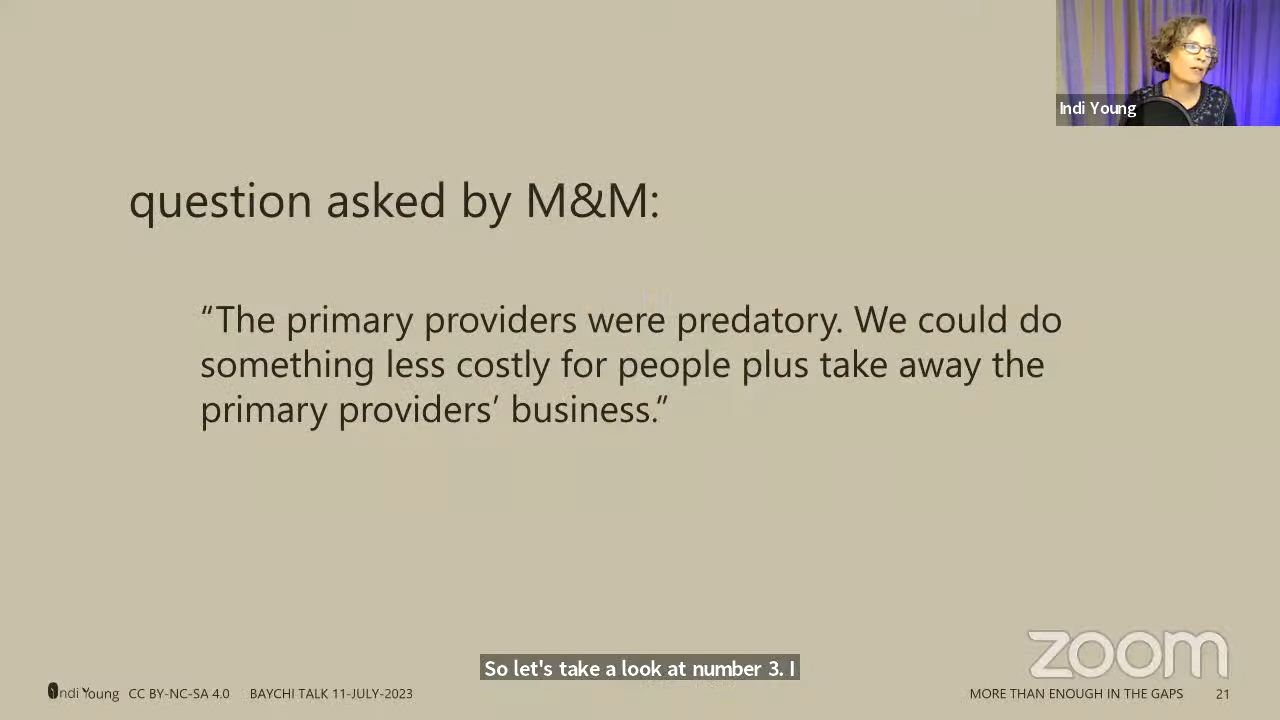 Indi Young
question asked by M&M:
“The primary providers were predatory. We could do
something less costly for people plus take away the
primary providers’ business.”
zoom
So let's take a look at number 3. I
Indi Young CC BY-NC-SA 4.0 BAYCHI TALK 11-JULY-2023 MORE THAN ENOUGH IN THE GAPS 21